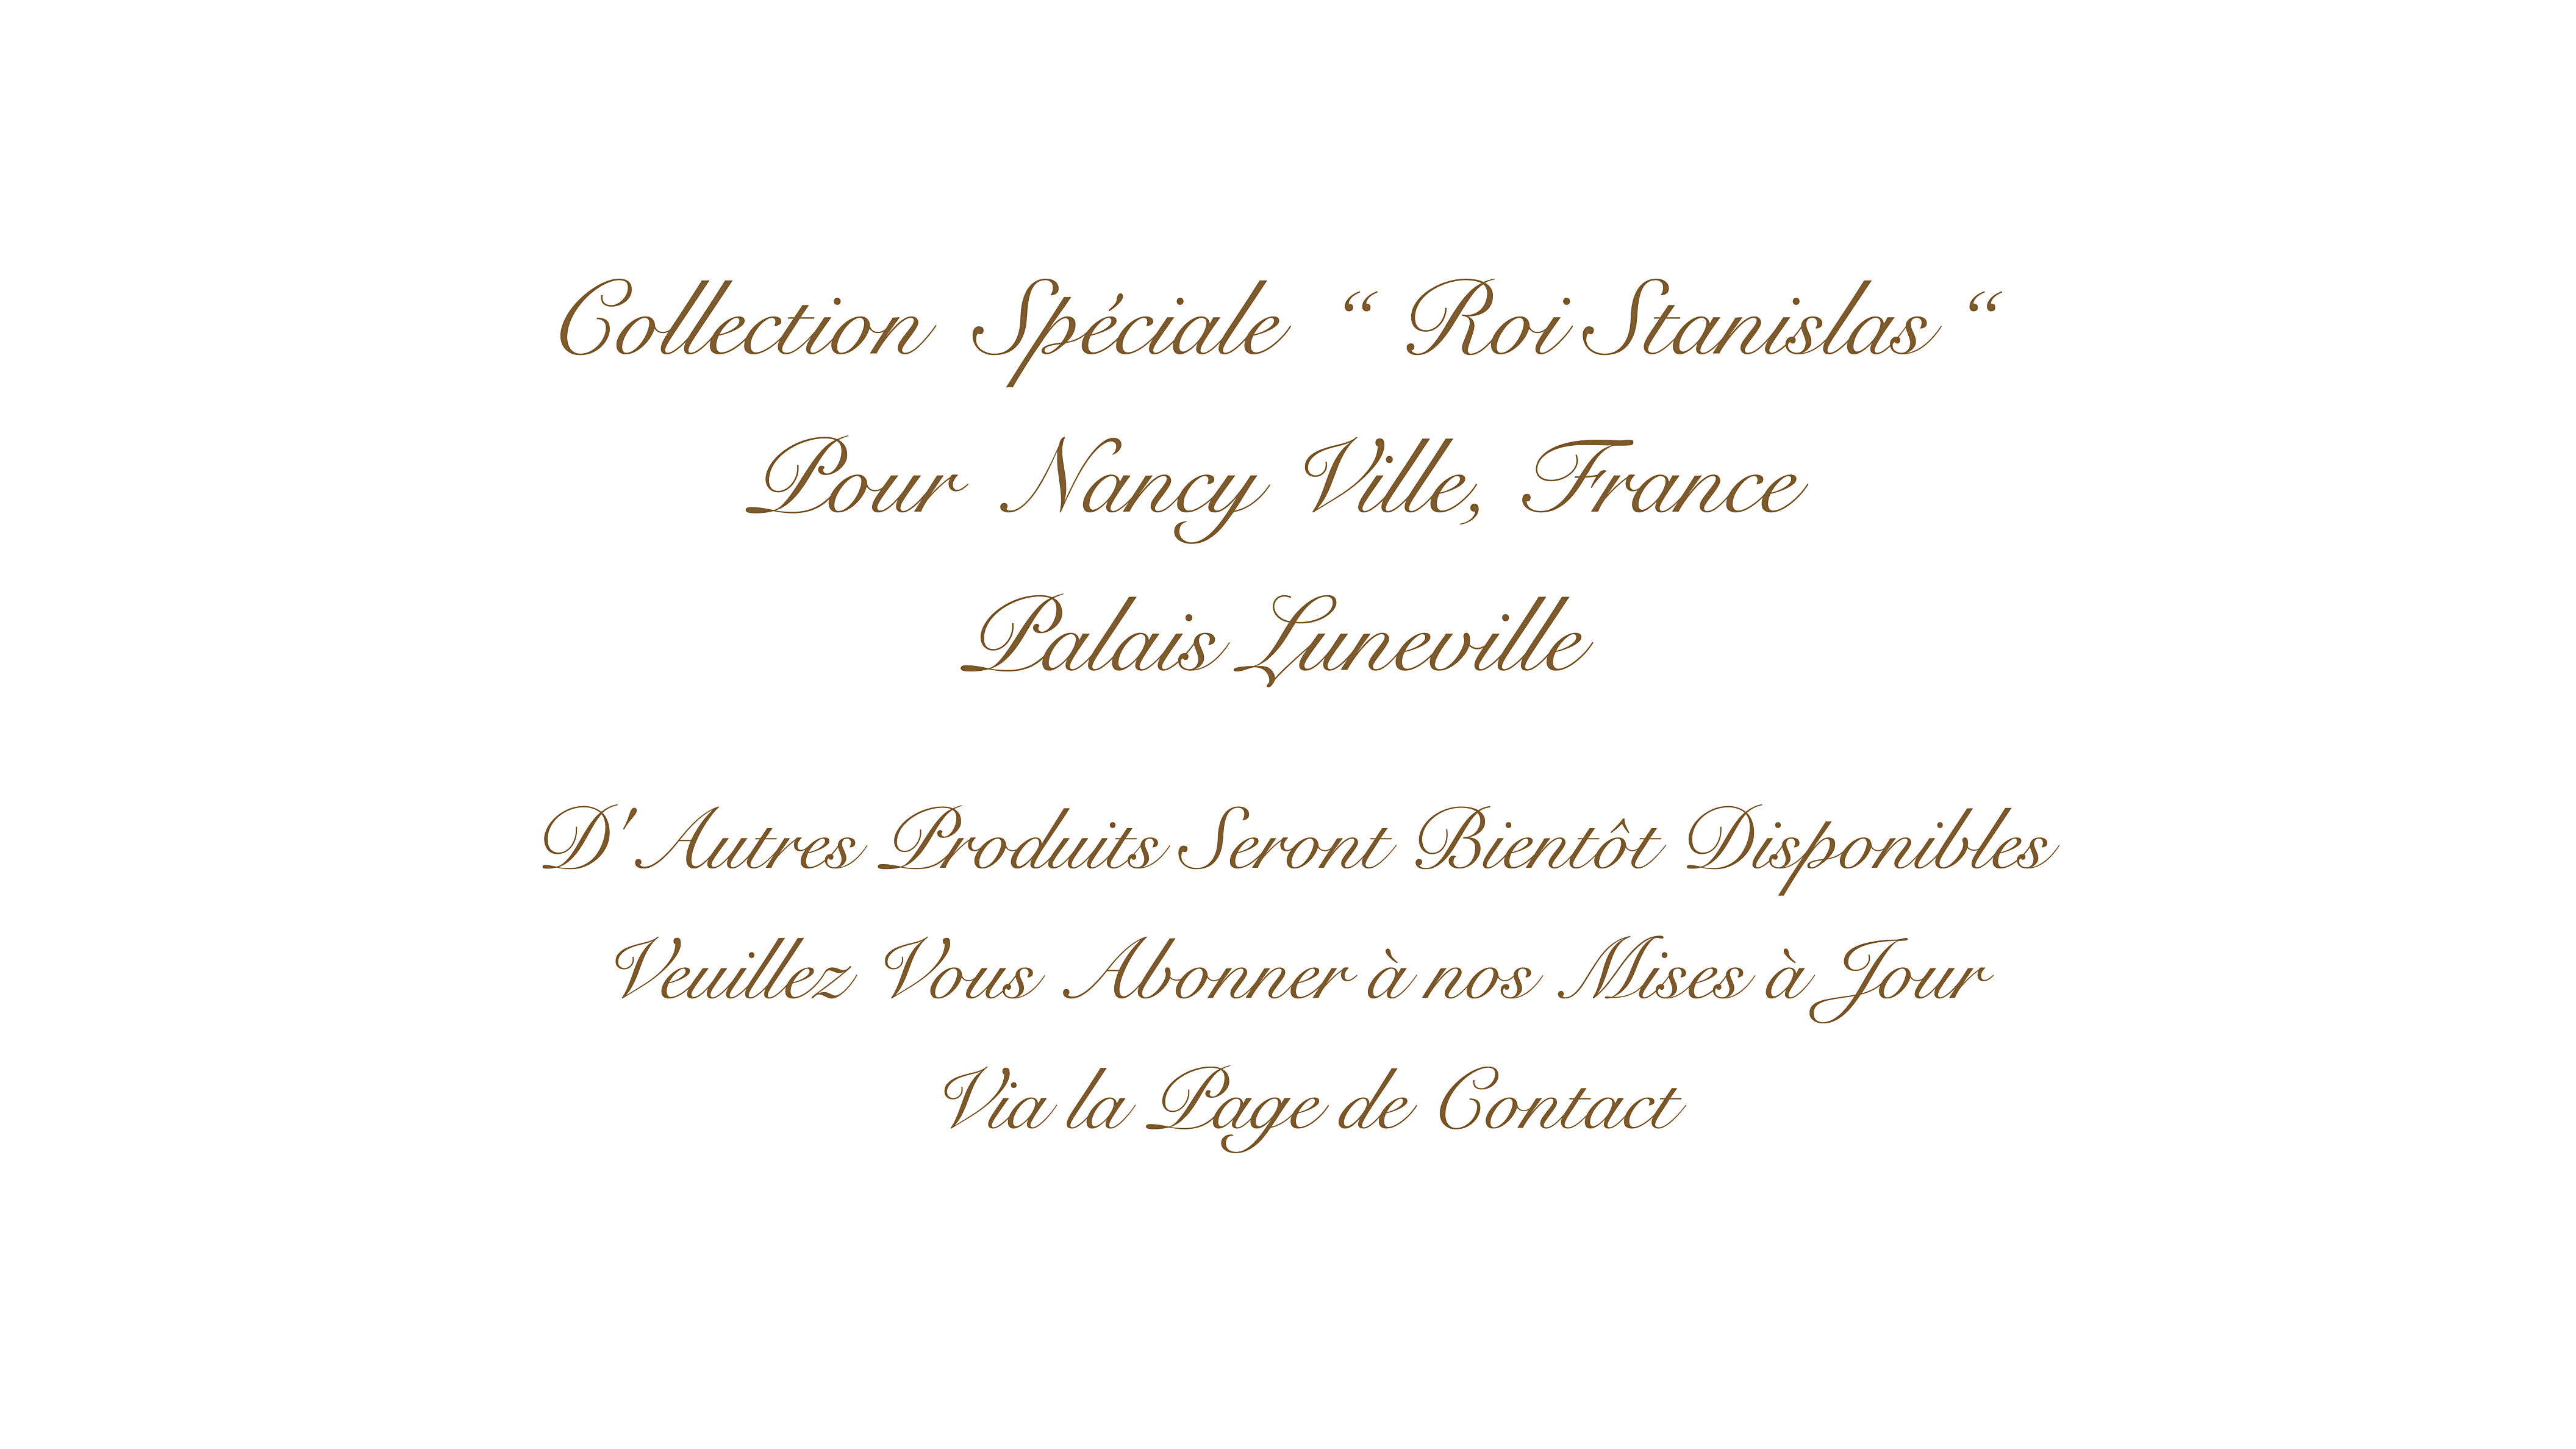 Collection Spéciale “ Roi Stanislas “
Pour Nancy Ville, France
Palais Luneville
D' Autres Produits Seront Bientôt Disponibles
Veuillez Vous Abonner à nos Mises à Jour
Via la Page de Contact